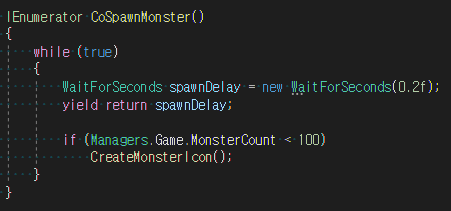 IEnumerator CoSpawnMonster()
{
    while (true)
    {
        WaitForSeconds spawnDelay = new WaitForSeconds(0.2f);
        yield return spawnDelay;

        if (Managers.Game.MonsterCount < 100)
            CreateMonsterIcon();
    }
}